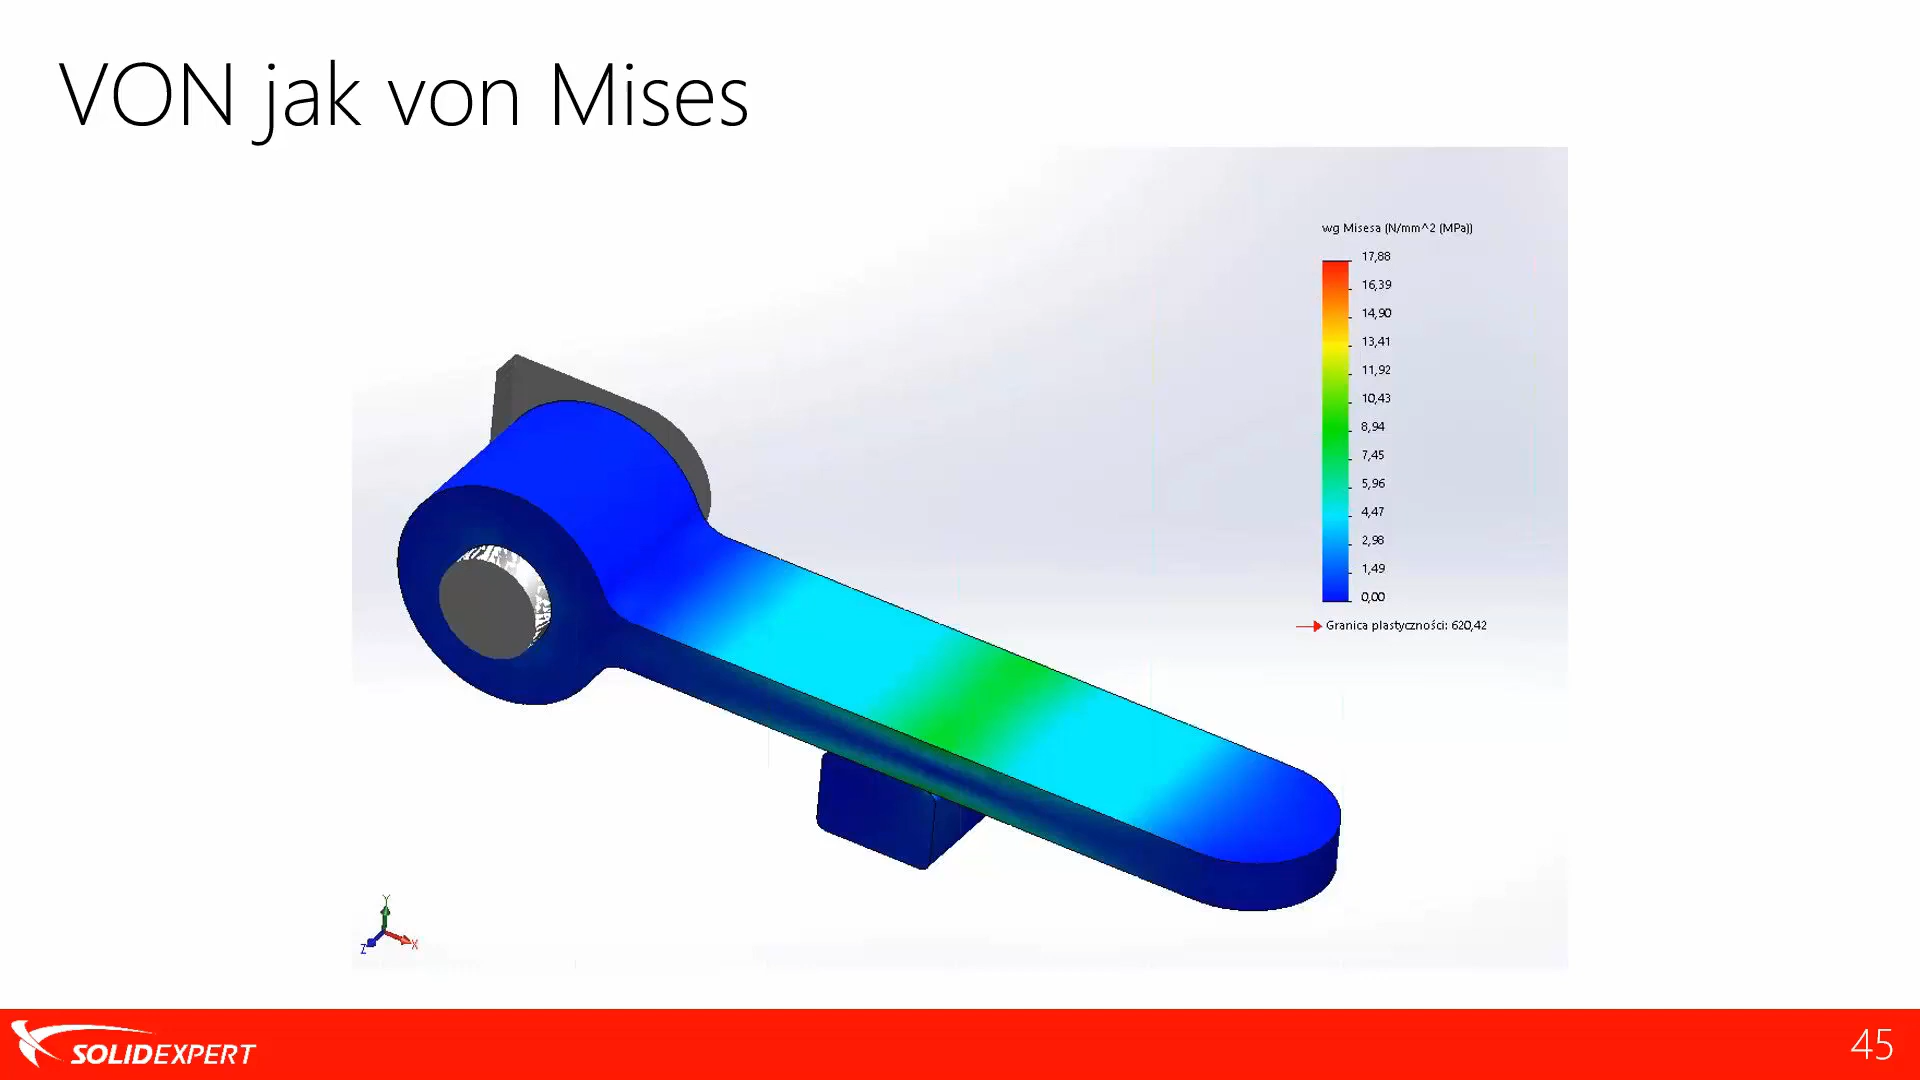 VON jak von Mises
wg Misesa (N/mm^2 (MPa))
17,88
16,39
14,90
13,41
11,92
10,43
8,94
7,45
5,96
4,47
2,98
1,49
0,00
Granica plastyczności: 620,42
Y
Z
X
SOLIDEXPERT
45